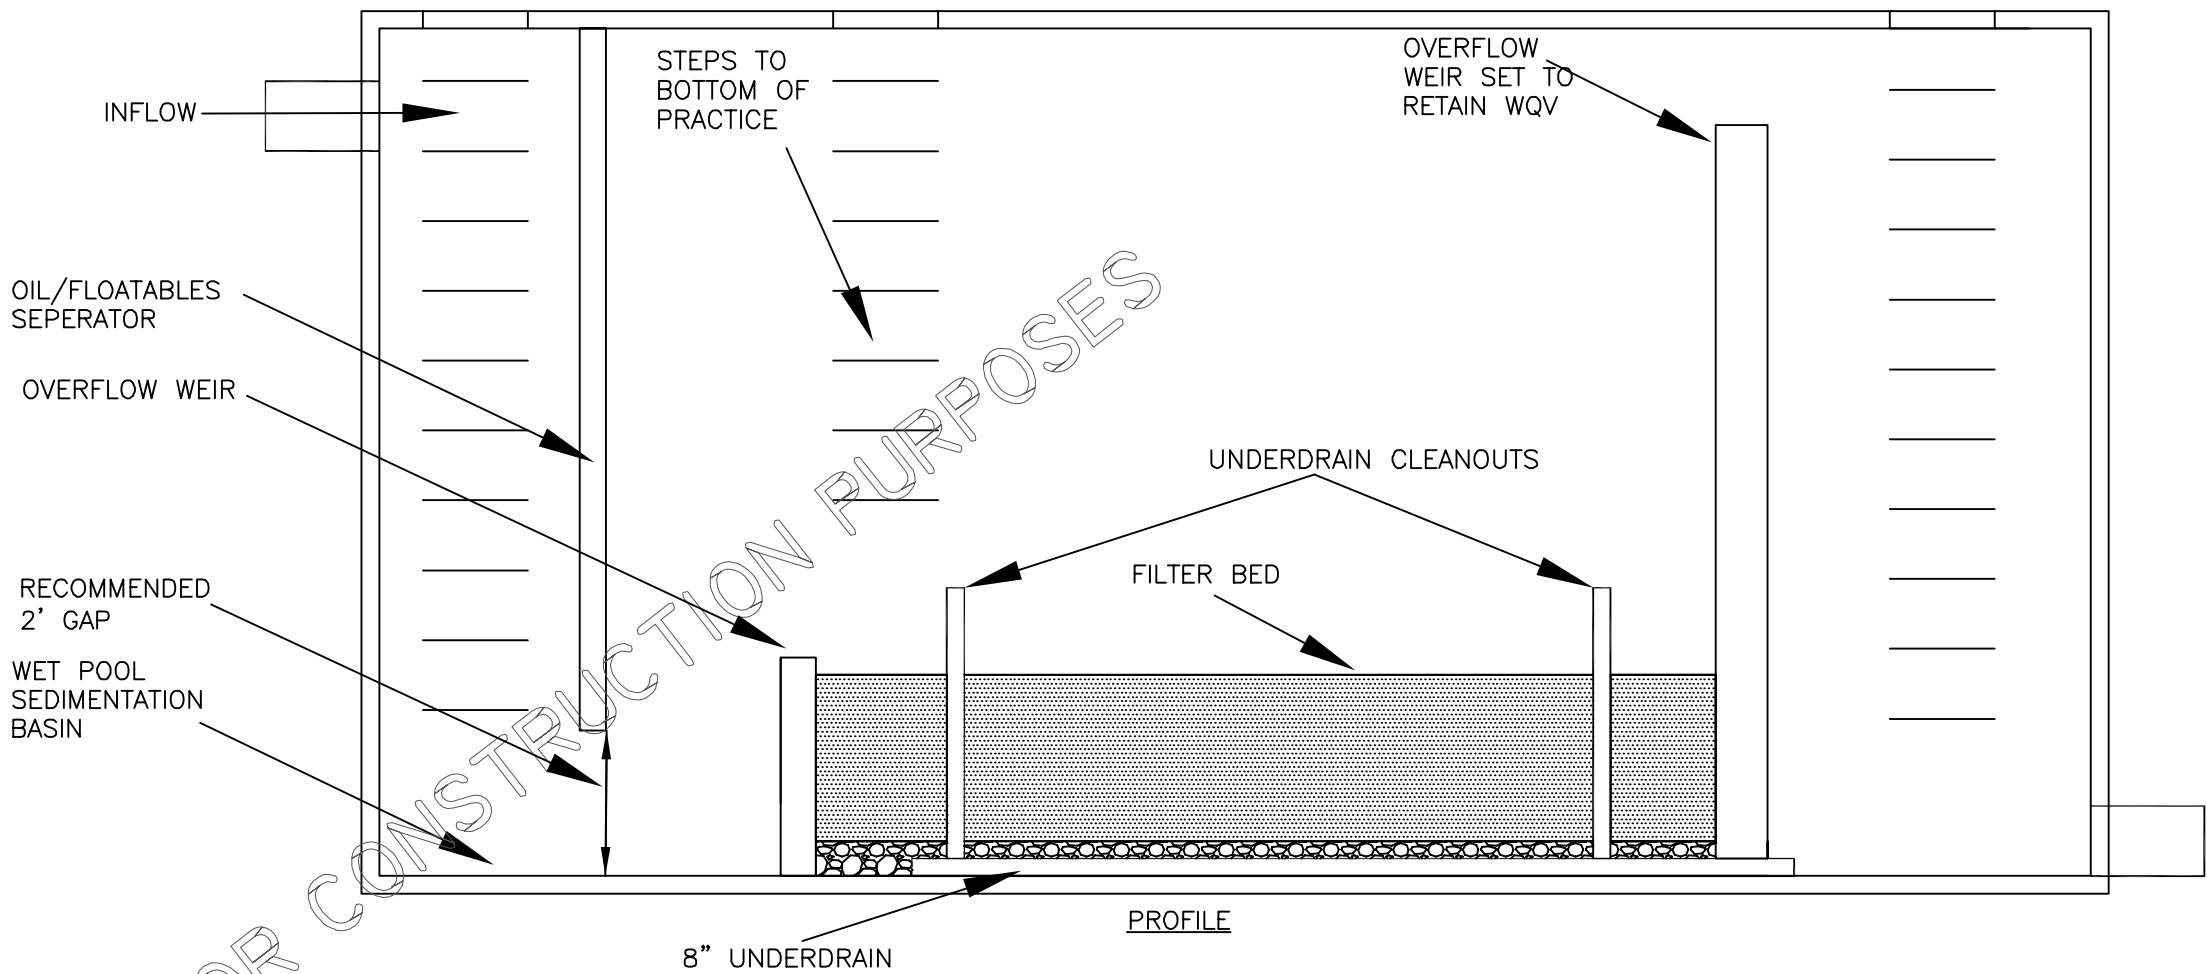 STEPS TO
BOTTOM OF
PRACTICE
OVERFLOW
WEIR SET TO
RETAIN WQV
INFLOW
OIL/FLOATABLES
SEPERATOR
OVERFLOW WEIR
UNDERDRAIN CLEANOUTS
FILTER BED
RECOMMENDED
2' GAP
WET POOL
SEDIMENTATION
BASIN
8" UNDERDRAIN
PROFILE
OR CONSTRUCTION PURPOSES